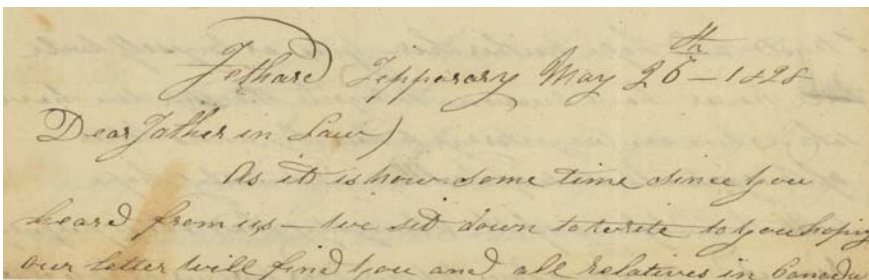 Fethard Tepparary May 26th - 1828
Dear Father in Law)
As it is now some time since you
heard from us - we sit down to write to you hoping
our letter will find you and all relatives in Canada